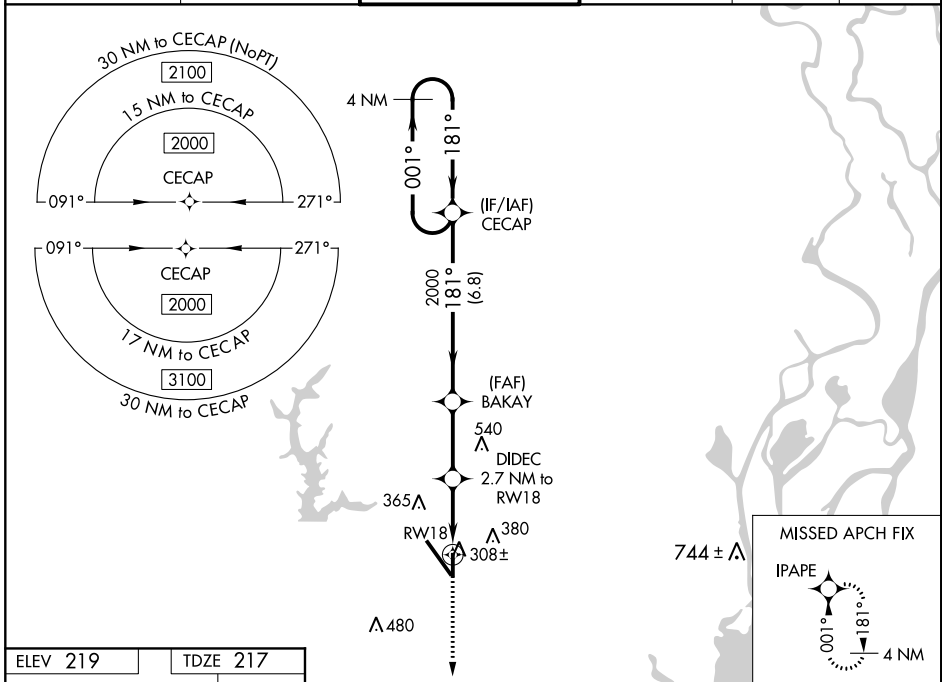 30 NM to CECAP (NoPT)
2100
15 NM to CECAP
2000
CECAP
091°
271°
091°
271°
CECAP
2000
17 NM to CECAP
3100
30 NM to CECAP
4 NM
001°
181°
(IF/IAF)
CECAP
2000
181°
(6.8)
(FAF)
BAKAY
540
DIDEC
2.7 NM to
RW18
365
RW18
380
308±
744±
480
MISSED APCH FIX
IPAPE
001°
181°
4 NM
ELEV 219
TDZE 217